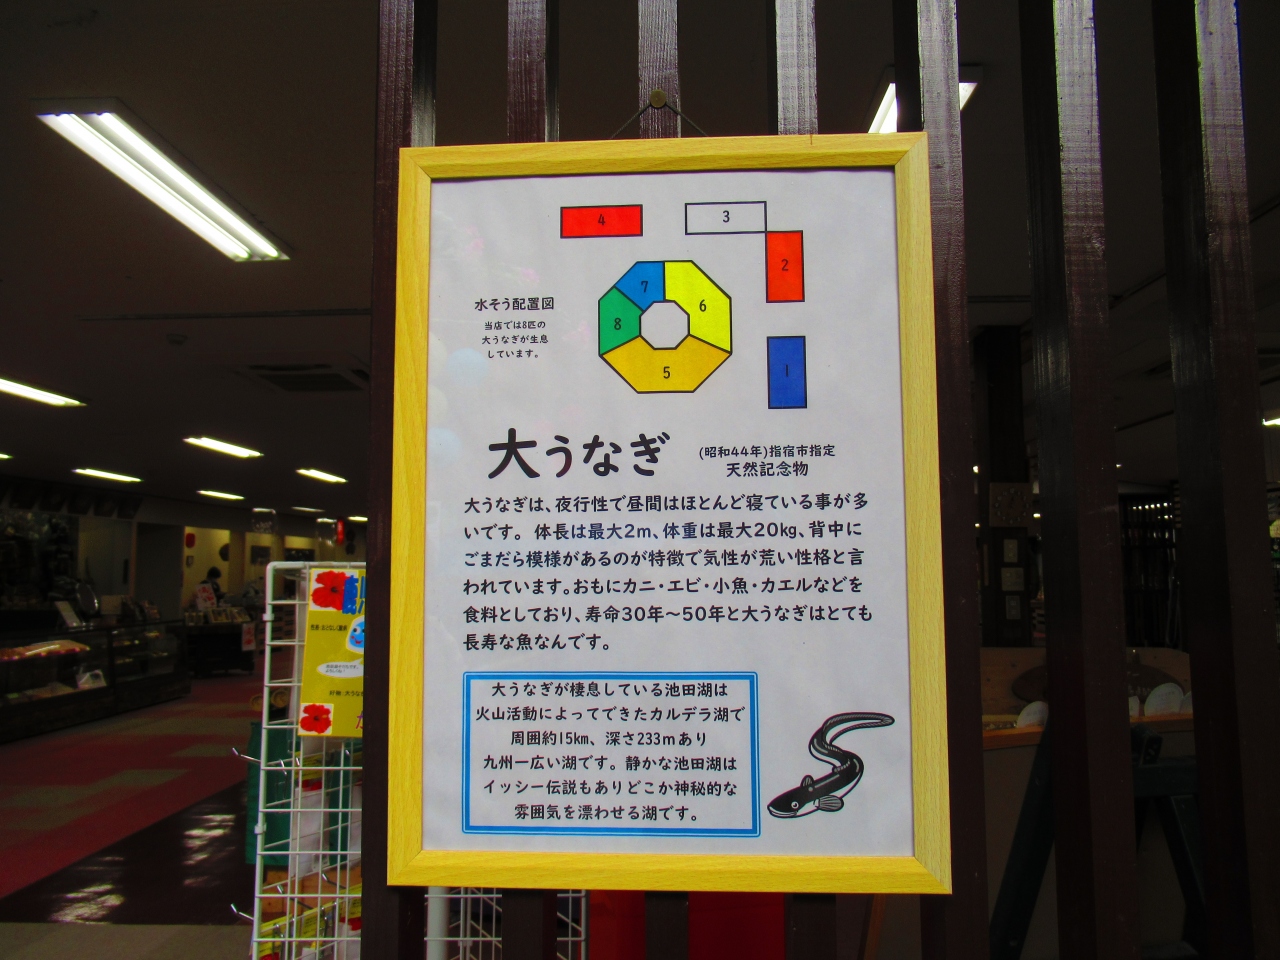 4
3
2
水そう配置図
当店では8匹の
大うなぎが生息
しています。
7
6
8
5
1
大うなぎ
(昭和44年)指宿市指定
天然記念物
大うなぎは、夜行性で昼間はほとんど寝ている事が多
いです。体長は最大2m、体重は最大20kg、背中に
ごまだら模様があるのが特徴で気性が荒い性格と言
われています。おもにカニ・エビ・小魚・カエルなどを
食料としており、寿命30年～50年と大うなぎはとても
長寿な魚なんです。
大うなぎが棲息している池田湖は
火山活動によってできたカルデラ湖で
周囲約15km、深さ233mあり
九州一広い湖です。静かな池田湖は
イッシー伝説もありどこか神秘的な
雰囲気を漂わせる湖です。